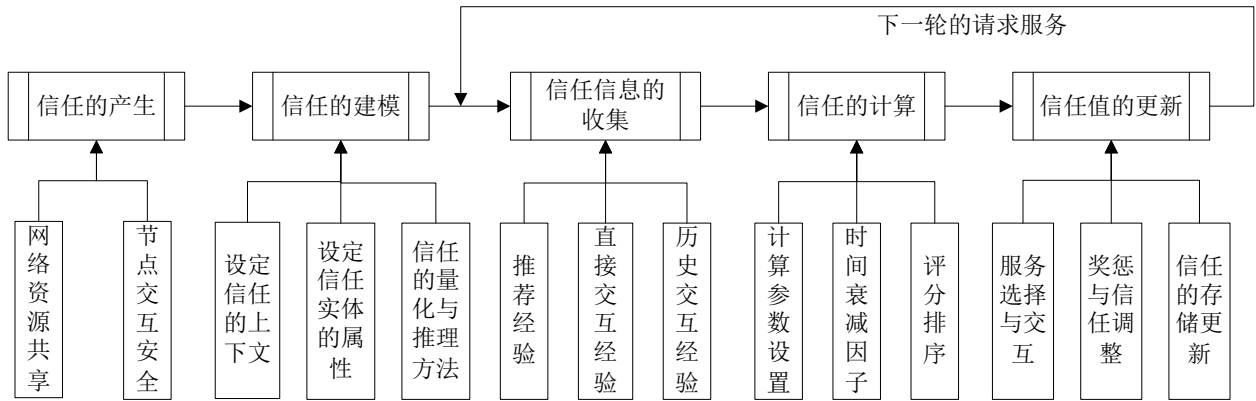 下一轮的请求服务
信任的产生
信任的建模
信任信息的
收集
信任的计算
信任值的更新
网络资源共享
节点交互安全
设定
信任
的上
下文
设定
信任
实体
的属
性
信任
的量
化与
推理
方法
推荐经验
直接交互经验
历史交互经验
计算参数设置
时间衰减因子
评分排序
服务
选择
与交
互
奖惩
与信
任调
整
信任
的存
储更
新